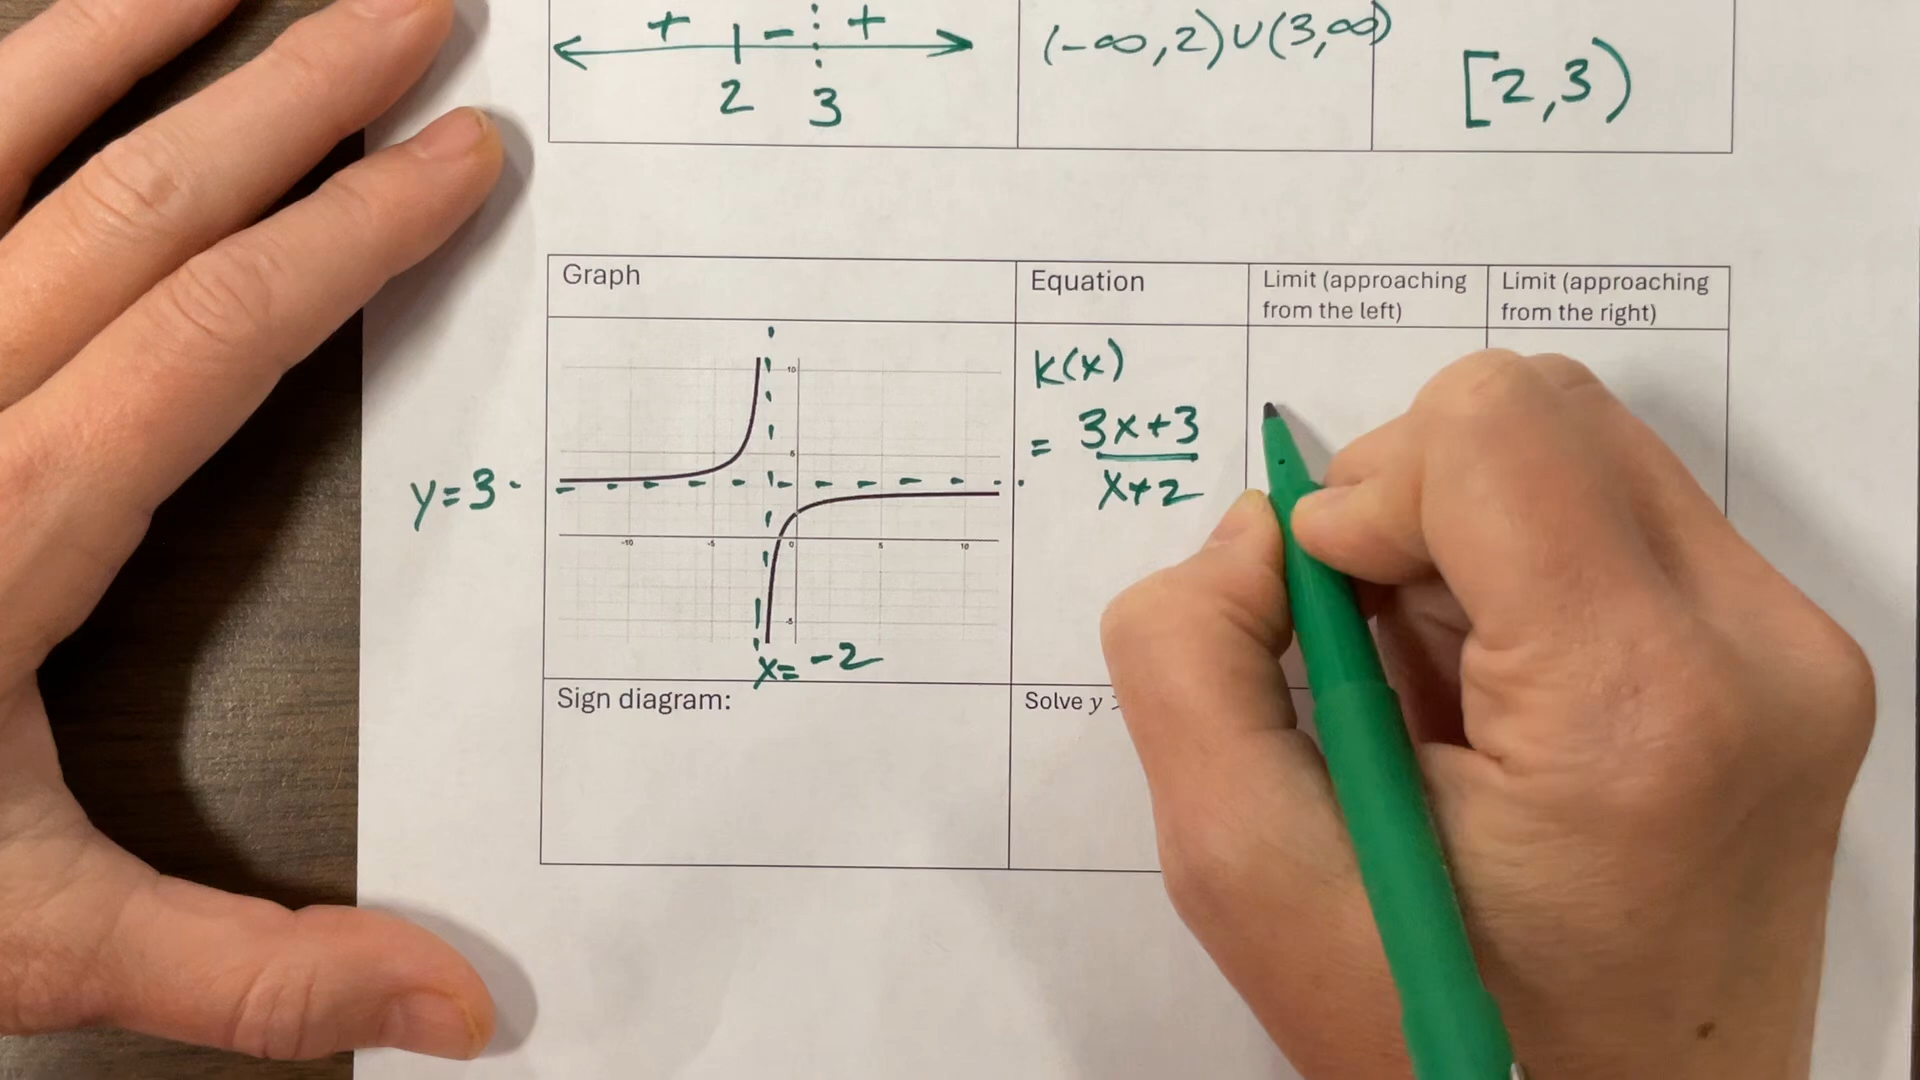 + - +
2 3
(-∞,2)∪(3,∞)
[2,3)
Graph
Equation
Limit (approaching from the left)
Limit (approaching from the right)
K(x)
= 3x+3
x+2
y=3
10
5
-10 -5 0 5 10
-5
x=-2
Sign diagram:
Solve y >